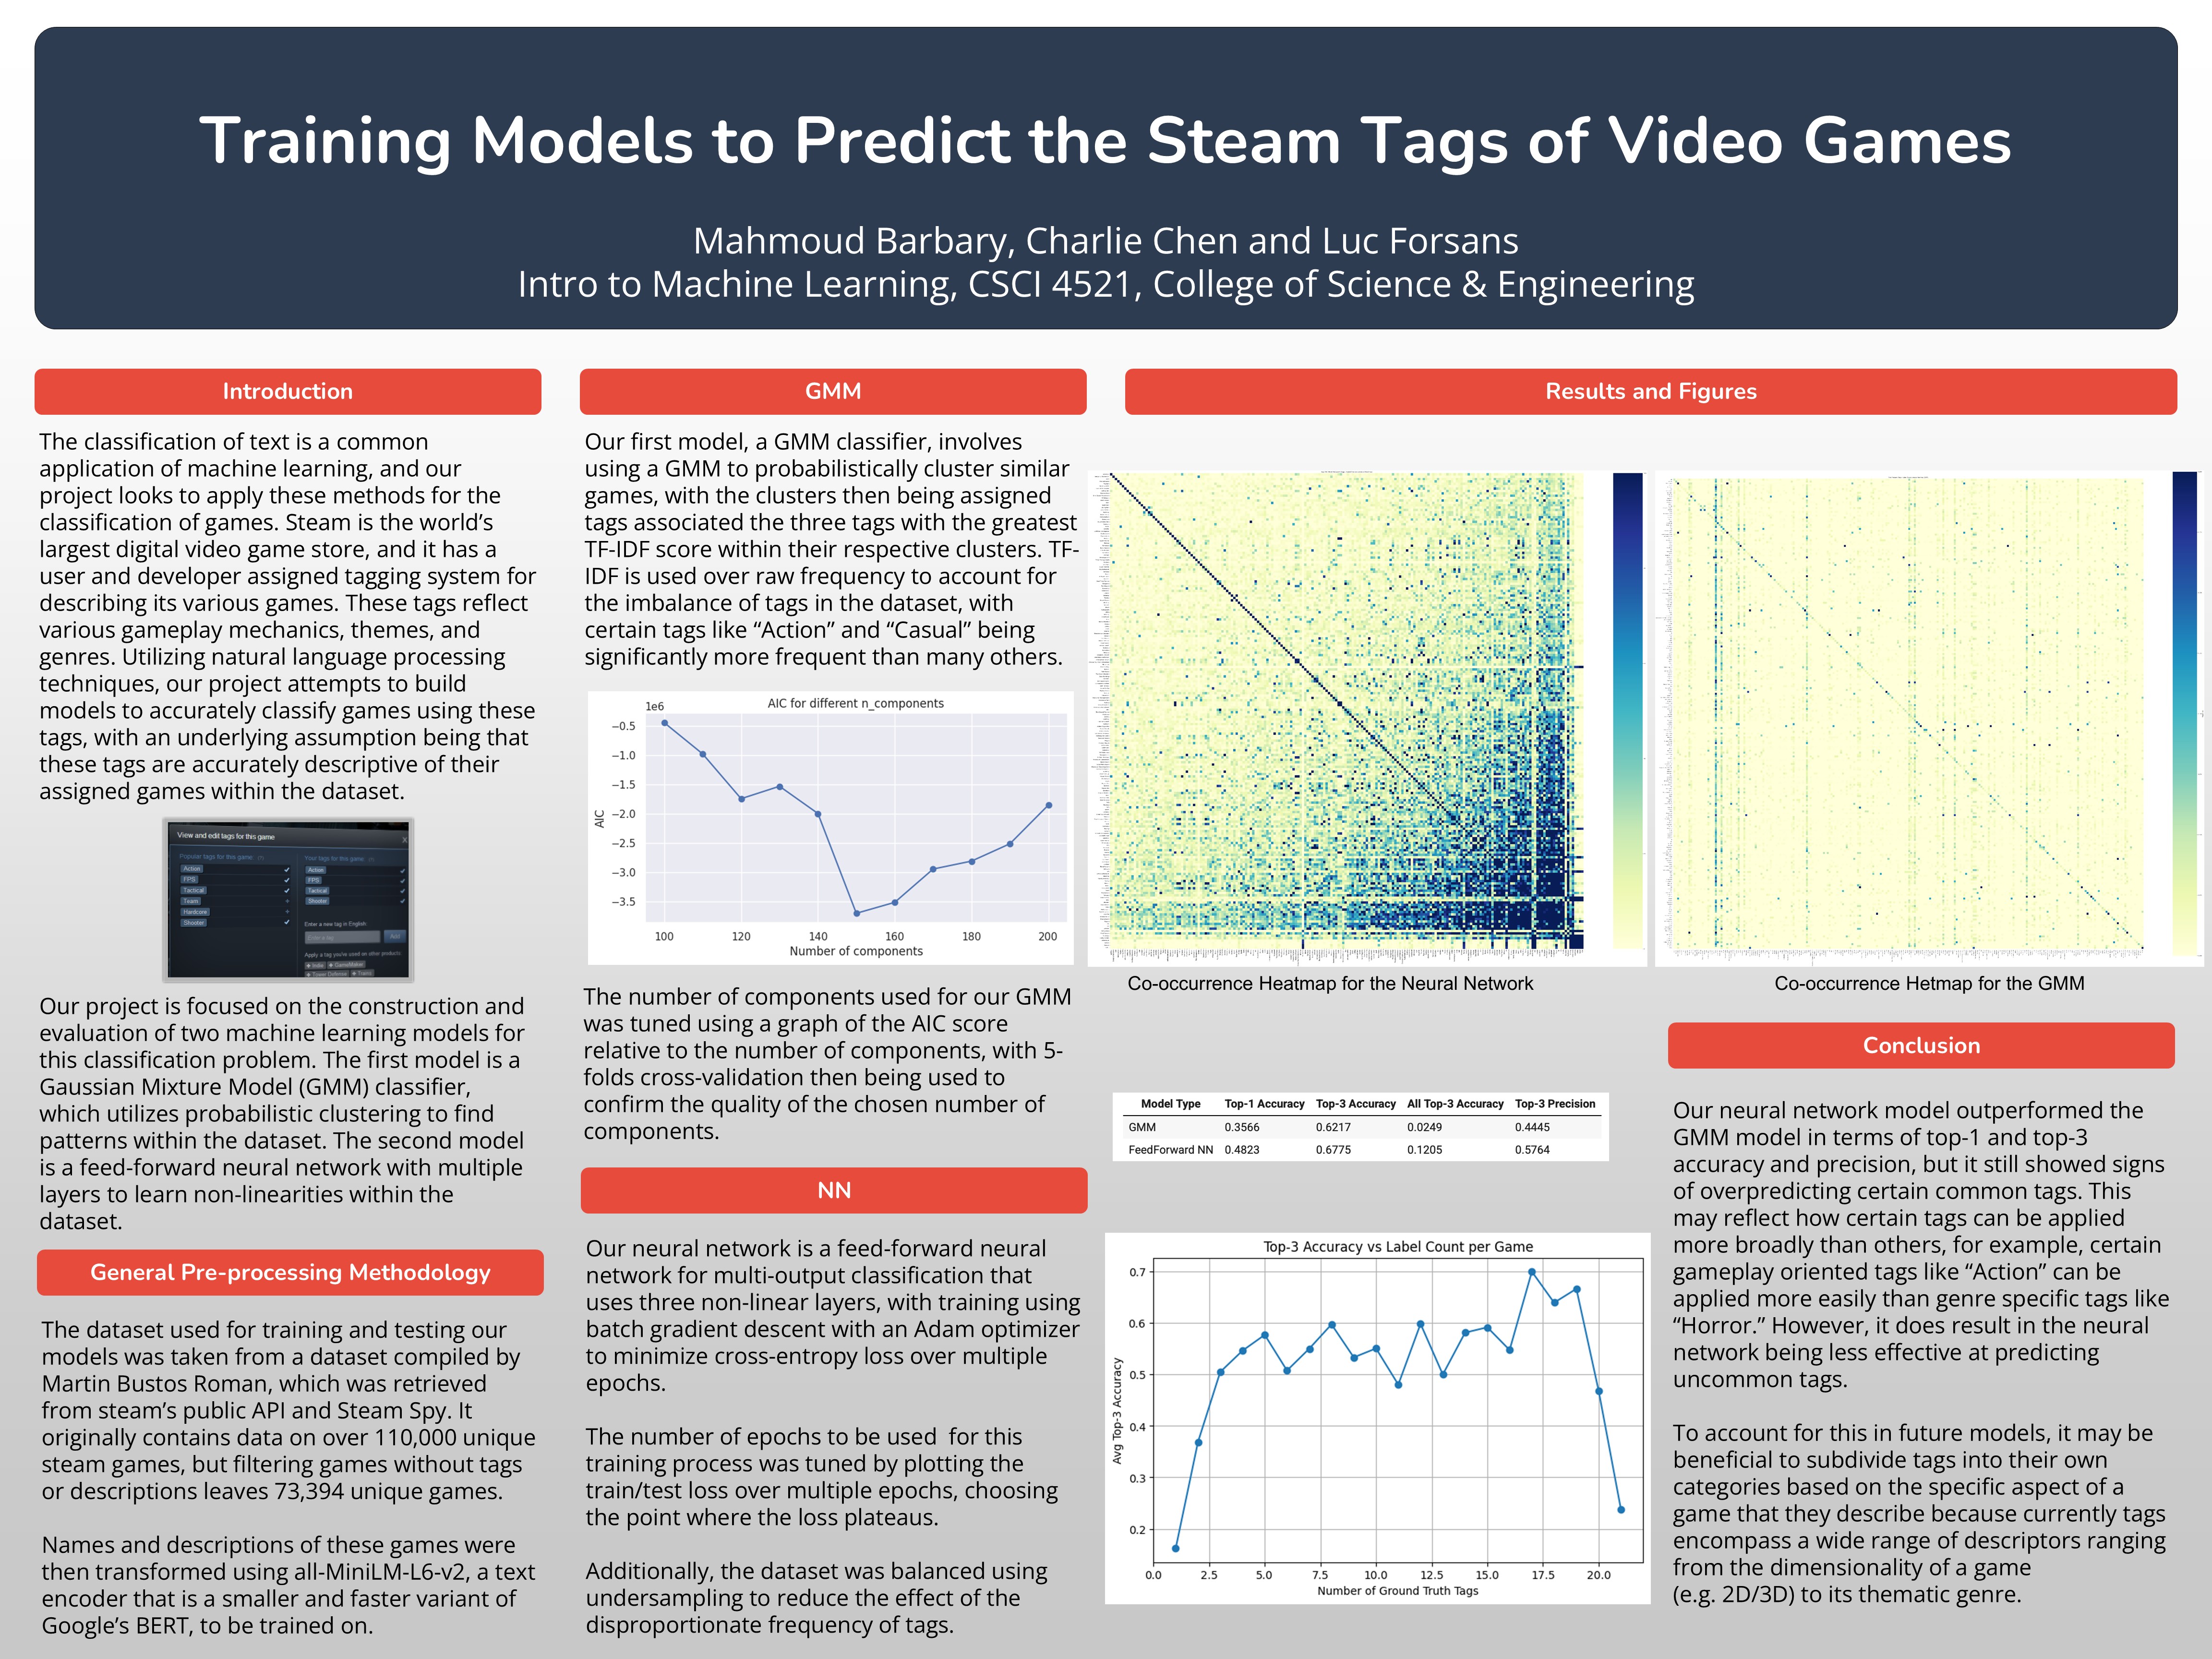 Training Models to Predict the Steam Tags of Video Games
Mahmoud Barbary, Charlie Chen and Luc Forsans
Intro to Machine Learning, CSCI 4521, College of Science & Engineering
Introduction
The classification of text is a common
application of machine learning, and our
project looks to apply these methods for the
classification of games. Steam is the world’s
largest digital video game store, and it has a
user and developer assigned tagging system for
describing its various games. These tags reflect
various gameplay mechanics, themes, and
genres. Utilizing natural language processing
techniques, our project attempts to build
models to accurately classify games using these
tags, with an underlying assumption being that
these tags are accurately descriptive of their
assigned games within the dataset.
View and edit tags for this game
Popular tags for this game:
Your tags for this game:
Action
FPS
Tactical
Team
Hardcore
Shooter
Action
FPS
Tactical
Shooter
Enter a new tag in English
Enter a tag
Add
Apply a tag you've used on other products:
+ Indie + GameMaker
+ Tower Defense + Trains
Our project is focused on the construction and
evaluation of two machine learning models for
this classification problem. The first model is a
Gaussian Mixture Model (GMM) classifier,
which utilizes probabilistic clustering to find
patterns within the dataset. The second model
is a feed-forward neural network with multiple
layers to learn non-linearities within the
dataset.
General Pre-processing Methodology
The dataset used for training and testing our
models was taken from a dataset compiled by
Martin Bustos Roman, which was retrieved
from steam’s public API and Steam Spy. It
originally contains data on over 110,000 unique
steam games, but filtering games without tags
or descriptions leaves 73,394 unique games.
Names and descriptions of these games were
then transformed using all-MiniLM-L6-v2, a text
encoder that is a smaller and faster variant of
Google’s BERT, to be trained on.
GMM
Our first model, a GMM classifier, involves
using a GMM to probabilistically cluster similar
games, with the clusters then being assigned
tags associated the three tags with the greatest
TF-IDF score within their respective clusters. TF-
IDF is used over raw frequency to account for
the imbalance of tags in the dataset, with
certain tags like “Action” and “Casual” being
significantly more frequent than many others.
AIC for different n_components
1e6
−0.5
−1.0
−1.5
−2.0
−2.5
−3.0
−3.5
AIC
100 120 140 160 180 200
Number of components
The number of components used for our GMM
was tuned using a graph of the AIC score
relative to the number of components, with 5-
folds cross-validation then being used to
confirm the quality of the chosen number of
components.
NN
Our neural network is a feed-forward neural
network for multi-output classification that
uses three non-linear layers, with training using
batch gradient descent with an Adam optimizer
to minimize cross-entropy loss over multiple
epochs.
The number of epochs to be used  for this
training process was tuned by plotting the
train/test loss over multiple epochs, choosing
the point where the loss plateaus.
Additionally, the dataset was balanced using
undersampling to reduce the effect of the
disproportionate frequency of tags.
Results and Figures
Co-occurrence Heatmap for the Neural Network
Co-occurrence Hetmap for the GMM
Model Type Top-1 Accuracy Top-3 Accuracy All Top-3 Accuracy Top-3 Precision
GMM 0.3566 0.6217 0.0249 0.4445
FeedForward NN 0.4823 0.6775 0.1205 0.5764
Top-3 Accuracy vs Label Count per Game
0.7
0.6
0.5
0.4
0.3
0.2
Avg Top-3 Accuracy
0.0 2.5 5.0 7.5 10.0 12.5 15.0 17.5 20.0
Number of Ground Truth Tags
Conclusion
Our neural network model outperformed the
GMM model in terms of top-1 and top-3
accuracy and precision, but it still showed signs
of overpredicting certain common tags. This
may reflect how certain tags can be applied
more broadly than others, for example, certain
gameplay oriented tags like “Action” can be
applied more easily than genre specific tags like
“Horror.” However, it does result in the neural
network being less effective at predicting
uncommon tags.
To account for this in future models, it may be
beneficial to subdivide tags into their own
categories based on the specific aspect of a
game that they describe because currently tags
encompass a wide range of descriptors ranging
from the dimensionality of a game
(e.g. 2D/3D) to its thematic genre.